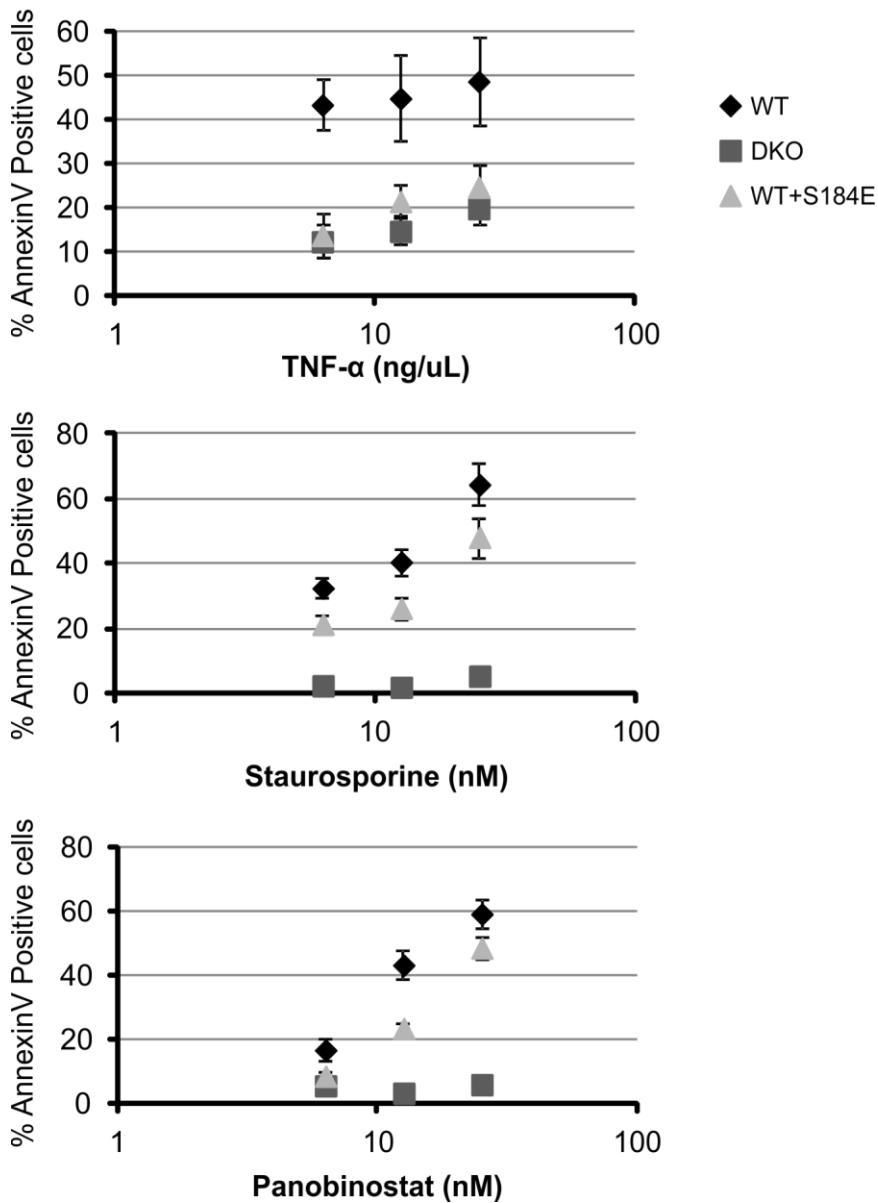 % AnnexinV Positive cells
60
50
40
30
20
10
0
1 10 100
TNF-α (ng/uL)
WT
DKO
WT+S184E
% AnnexinV Positive cells
80
60
40
20
0
1 10 100
Staurosporine (nM)
% AnnexinV Positive cells
80
60
40
20
0
1 10 100
Panobinostat (nM)